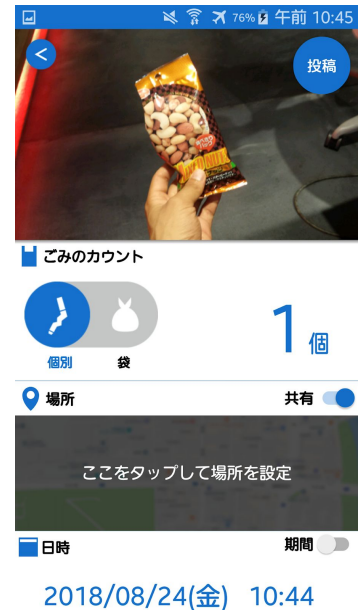 76% 午前 10:45
<
投稿
ごみのカウント
個別
袋
1個
場所
共有
ここをタップして場所を設定
日時
期間
2018/08/24(金) 10:44